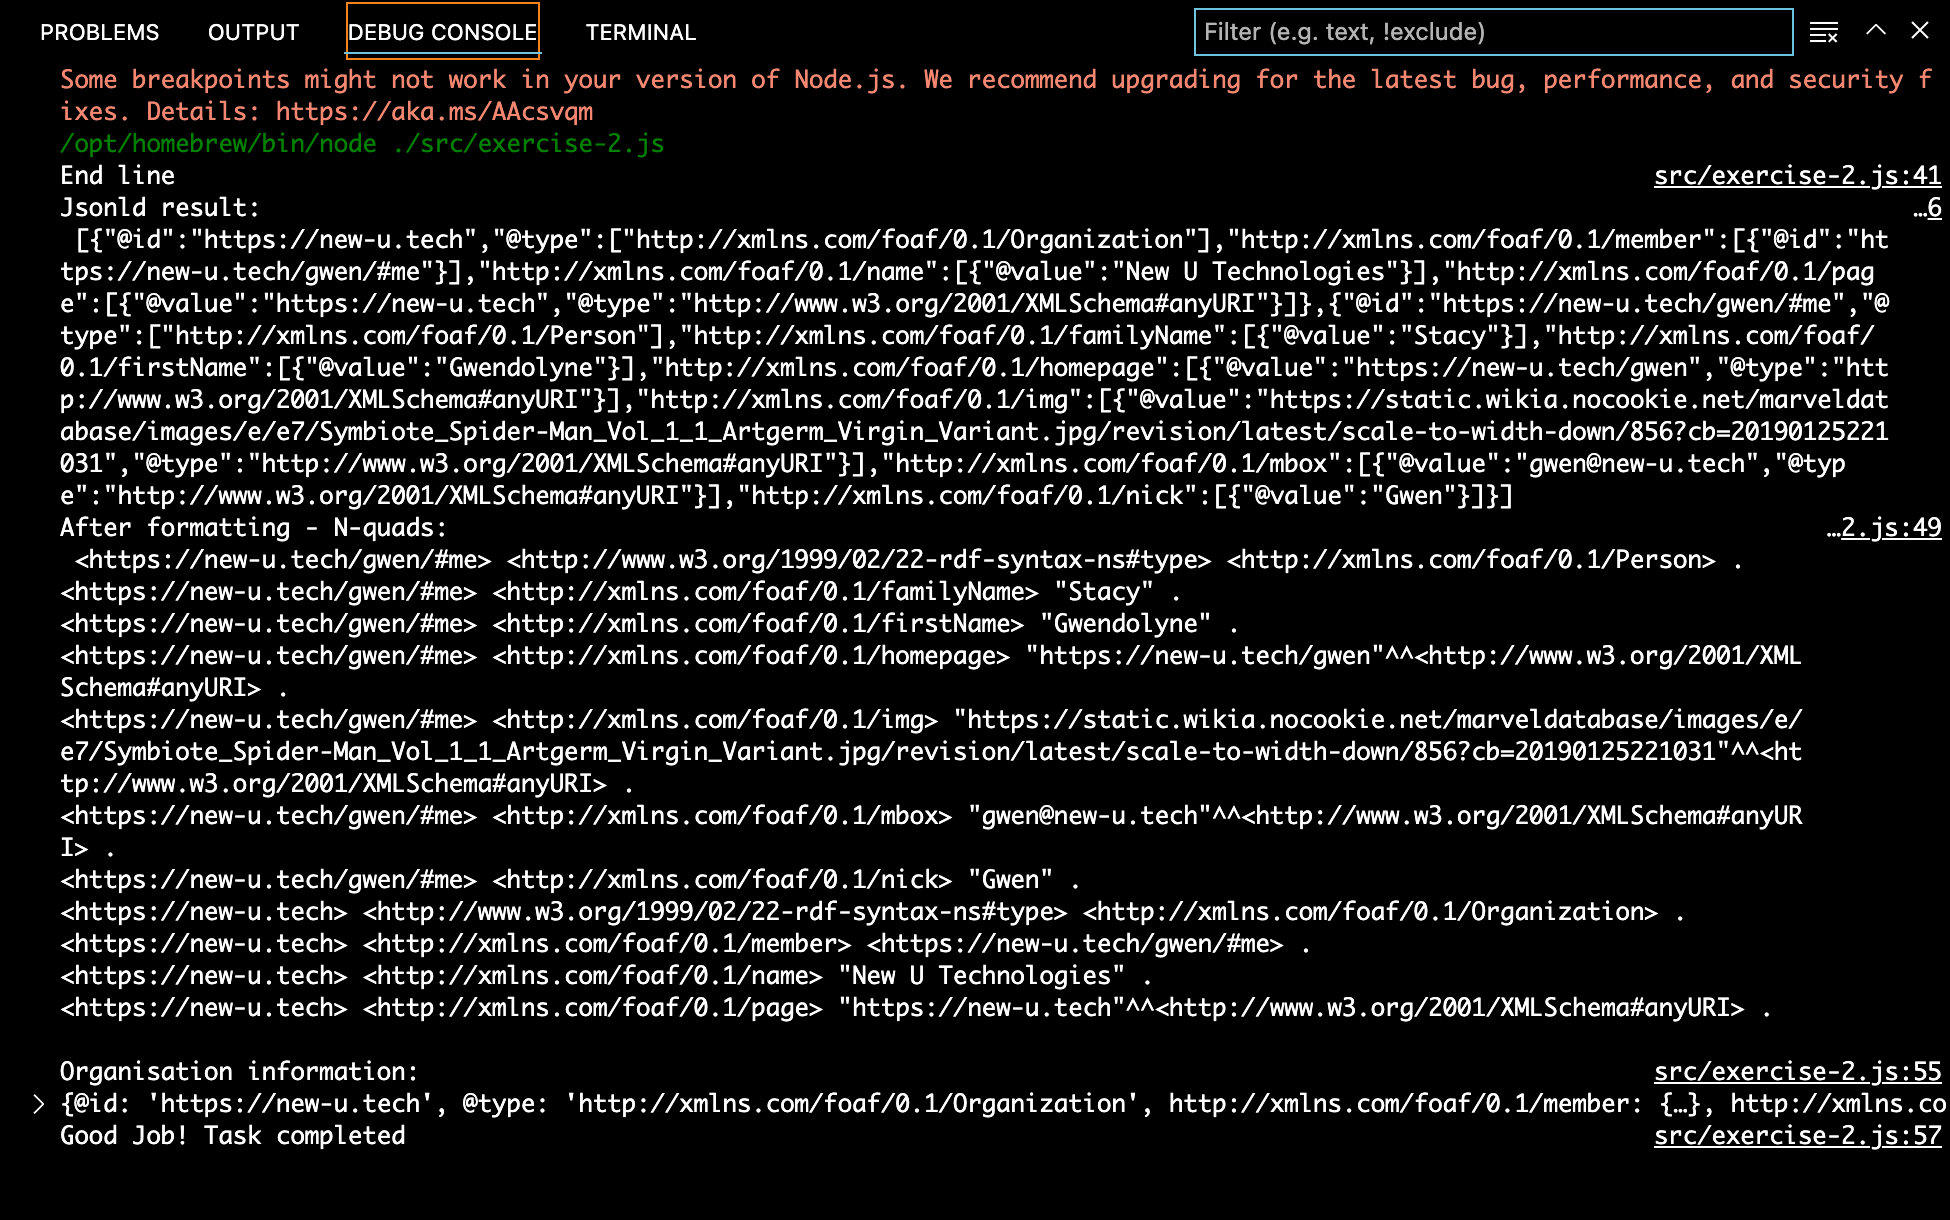 PROBLEMS OUTPUT DEBUG CONSOLE TERMINAL Filter (e.g. text, !exclude)
Some breakpoints might not work in your version of Node.js. We recommend upgrading for the latest bug, performance, and security f
ixes. Details: https://aka.ms/AAcsvqm
/opt/homebrew/bin/node ./src/exercise-2.js
End line src/exercise-2.js:41
Jsonld result: …6
[{"@id":"https://new-u.tech","@type":["http://xmlns.com/foaf/0.1/Organization"],"http://xmlns.com/foaf/0.1/member":[{"@id":"ht
tps://new-u.tech/gwen/#me"}],"http://xmlns.com/foaf/0.1/name":[{"@value":"New U Technologies"}],"http://xmlns.com/foaf/0.1/pag
e":[{"@value":"https://new-u.tech","@type":"http://www.w3.org/2001/XMLSchema#anyURI"}]},{"@id":"https://new-u.tech/gwen/#me","@
type":["http://xmlns.com/foaf/0.1/Person"],"http://xmlns.com/foaf/0.1/familyName":[{"@value":"Stacy"}],"http://xmlns.com/foaf/
0.1/firstName":[{"@value":"Gwendolyne"}],"http://xmlns.com/foaf/0.1/homepage":[{"@value":"https://new-u.tech/gwen","@type":"htt
p://www.w3.org/2001/XMLSchema#anyURI"}],"http://xmlns.com/foaf/0.1/img":[{"@value":"https://static.wikia.nocookie.net/marveldat
abase/images/e/e7/Symbiote_Spider-Man_Vol_1_1_Artgerm_Virgin_Variant.jpg/revision/latest/scale-to-width-down/856?cb=20190125221
031","@type":"http://www.w3.org/2001/XMLSchema#anyURI"}],"http://xmlns.com/foaf/0.1/mbox":[{"@value":"gwen@new-u.tech","@typ
e":"http://www.w3.org/2001/XMLSchema#anyURI"}],"http://xmlns.com/foaf/0.1/nick":[{"@value":"Gwen"}]}]
After formatting - N-quads: …2.js:49
<https://new-u.tech/gwen/#me> <http://www.w3.org/1999/02/22-rdf-syntax-ns#type> <http://xmlns.com/foaf/0.1/Person> .
<https://new-u.tech/gwen/#me> <http://xmlns.com/foaf/0.1/familyName> "Stacy" .
<https://new-u.tech/gwen/#me> <http://xmlns.com/foaf/0.1/firstName> "Gwendolyne" .
<https://new-u.tech/gwen/#me> <http://xmlns.com/foaf/0.1/homepage> "https://new-u.tech/gwen"^^<http://www.w3.org/2001/XML
Schema#anyURI> .
<https://new-u.tech/gwen/#me> <http://xmlns.com/foaf/0.1/img> "https://static.wikia.nocookie.net/marveldatabase/images/e/
e7/Symbiote_Spider-Man_Vol_1_1_Artgerm_Virgin_Variant.jpg/revision/latest/scale-to-width-down/856?cb=20190125221031"^^<ht
tp://www.w3.org/2001/XMLSchema#anyURI> .
<https://new-u.tech/gwen/#me> <http://xmlns.com/foaf/0.1/mbox> "gwen@new-u.tech"^^<http://www.w3.org/2001/XMLSchema#anyUR
I> .
<https://new-u.tech/gwen/#me> <http://xmlns.com/foaf/0.1/nick> "Gwen" .
<https://new-u.tech> <http://www.w3.org/1999/02/22-rdf-syntax-ns#type> <http://xmlns.com/foaf/0.1/Organization> .
<https://new-u.tech> <http://xmlns.com/foaf/0.1/member> <https://new-u.tech/gwen/#me> .
<https://new-u.tech> <http://xmlns.com/foaf/0.1/name> "New U Technologies" .
<https://new-u.tech> <http://xmlns.com/foaf/0.1/page> "https://new-u.tech"^^<http://www.w3.org/2001/XMLSchema#anyURI> .
Organisation information: src/exercise-2.js:55
{@id: 'https://new-u.tech', @type: 'http://xmlns.com/foaf/0.1/Organization', http://xmlns.com/foaf/0.1/member: {…}, http://xmlns.co
Good Job! Task completed src/exercise-2.js:57